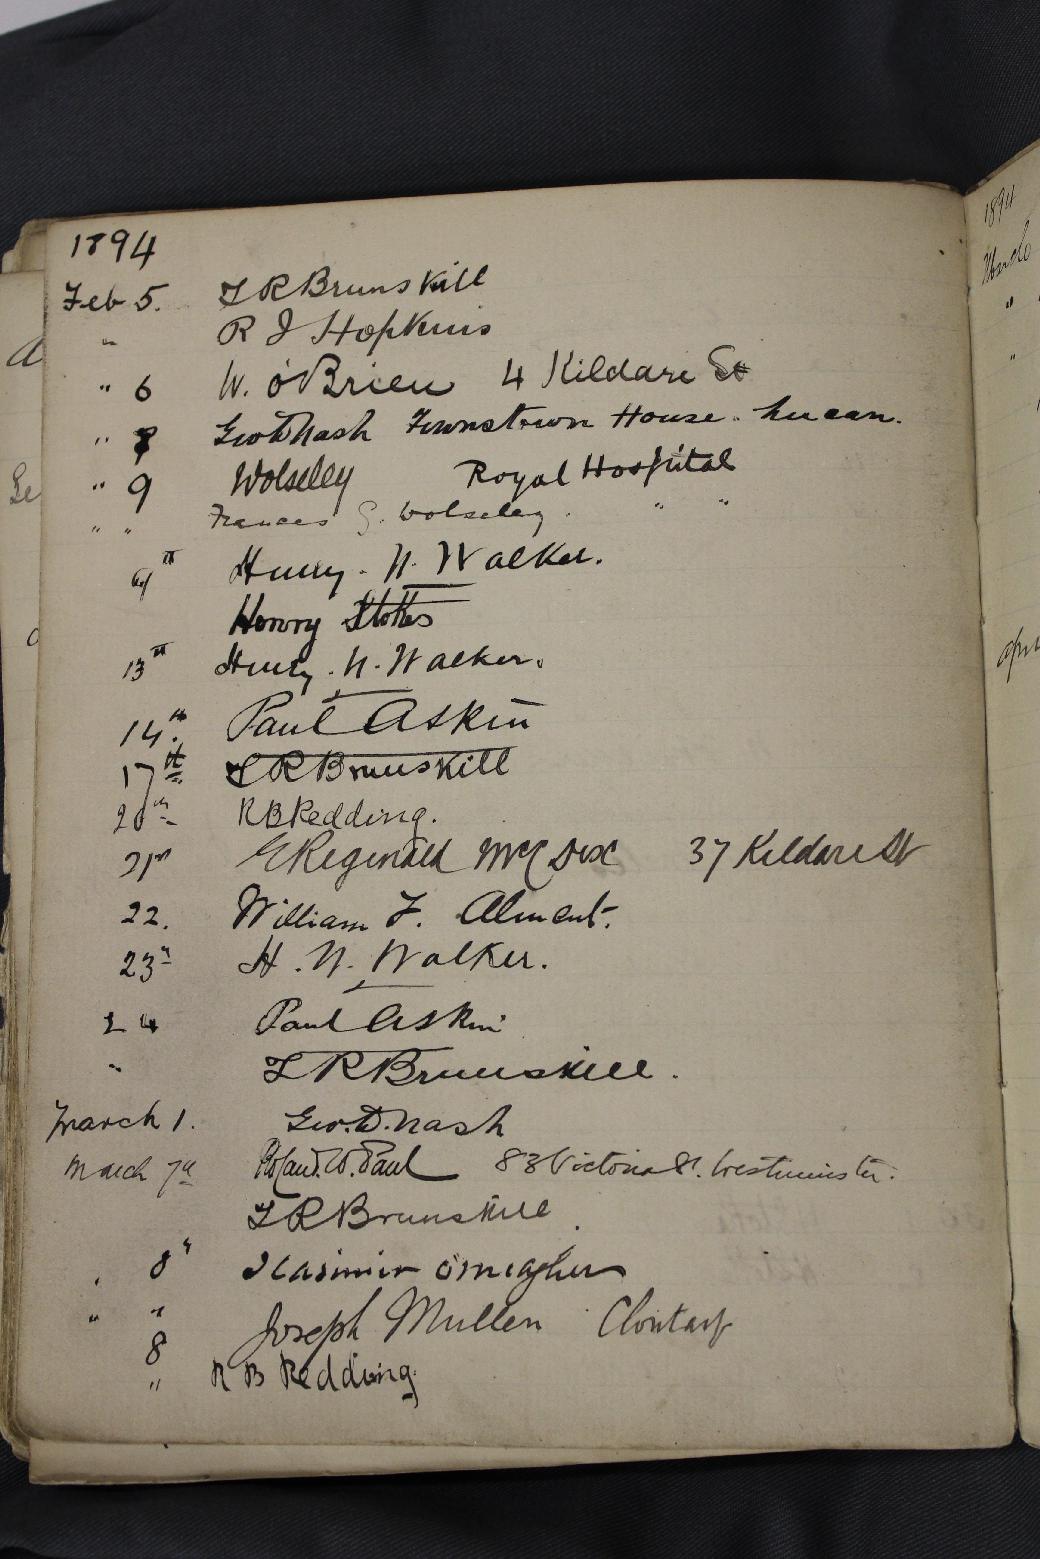 1894
Feb 5. T R Brunskill
" R J Hopkins
" 6 W. O'Brien 4 Kildare St
" 7 Geo D Nash Finnstown House. Lucan.
" 9 Wolseley Royal Hospital
" " Frances G. Wolseley. " "
9th Henry. N. Walker.
Henry Stokes
13th Henry. N. Walker.
14th. Paul Askin
17th T R Brunskill
20th R B Redding.
21st E Reginald McC Dix 37 Kildare St
22. William F. Alment.
23rd H. N. Walker.
24 Paul Askin
" T R Brunskill.
March 1. Geo. D. Nash
March 7th Roland. W. Paul 83 Victoria St. Westminster.
T R Brunskill.
" 8th Casimir O'Meagher
" " Joseph Mullen Clontarf
8
" R B Redding
1894
March
"
"
April